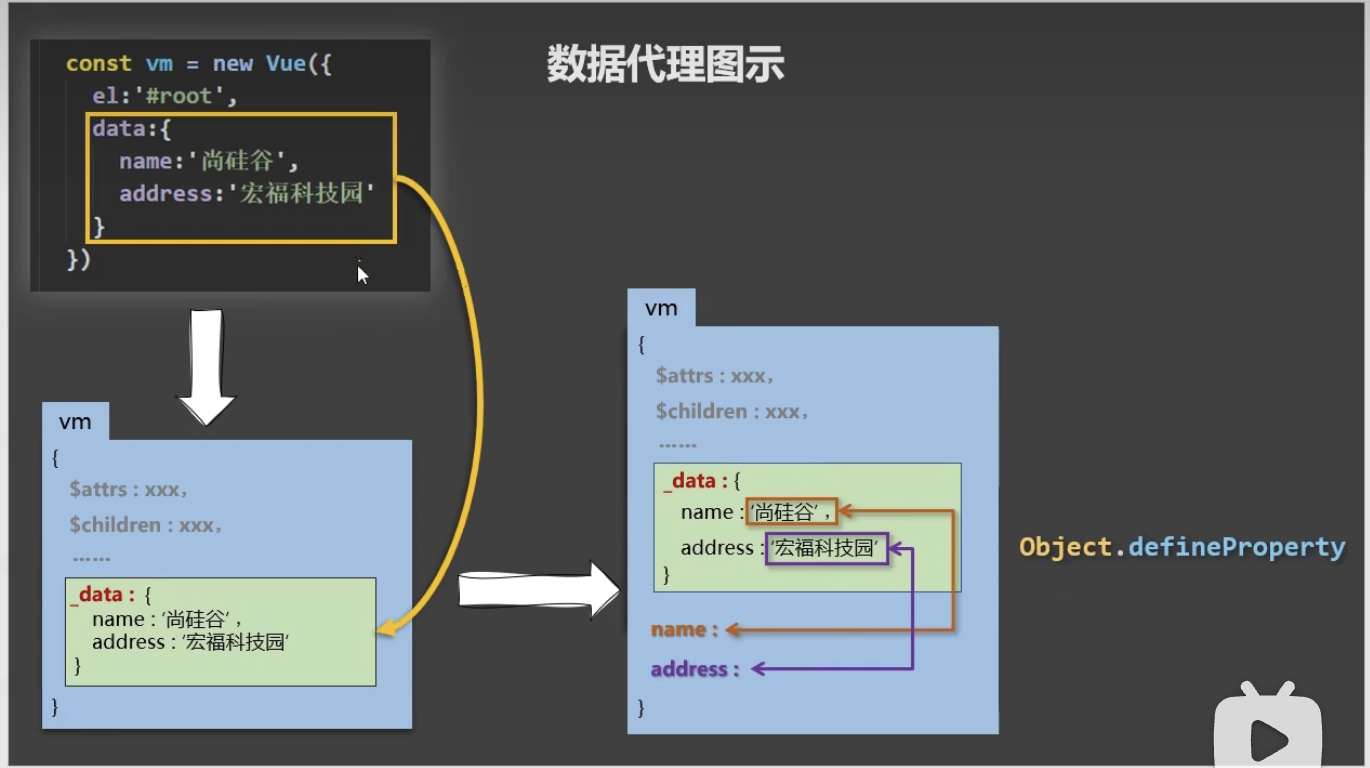 数据代理图示
const vm = new Vue({
el:'#root',
data:{
name:'尚硅谷',
address:'宏福科技园'
}
})
vm
{
$attrs : xxx，
$children : xxx，
······
_data : {
name : '尚硅谷' ，
address : '宏福科技园'
}
}
vm
{
$attrs : xxx，
$children : xxx，
······
_data : {
name : '尚硅谷' ，
address : '宏福科技园'
}
name :
address :
}
Object.defineProperty